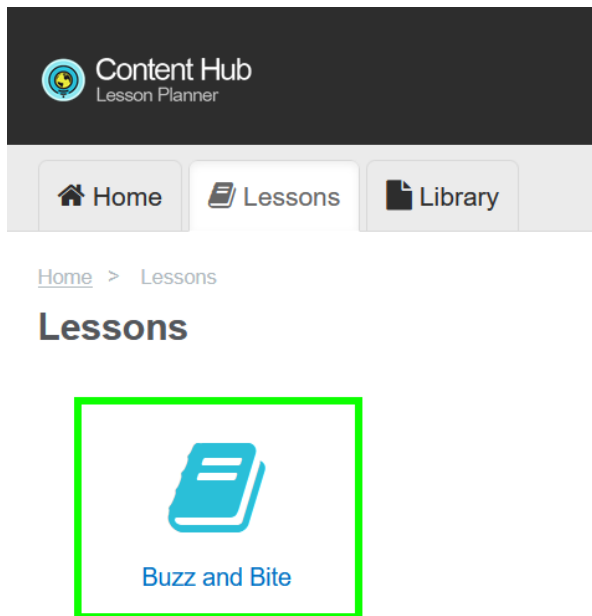 Content Hub
Lesson Planner
Home Lessons Library
Home > Lessons
Lessons
Buzz and Bite